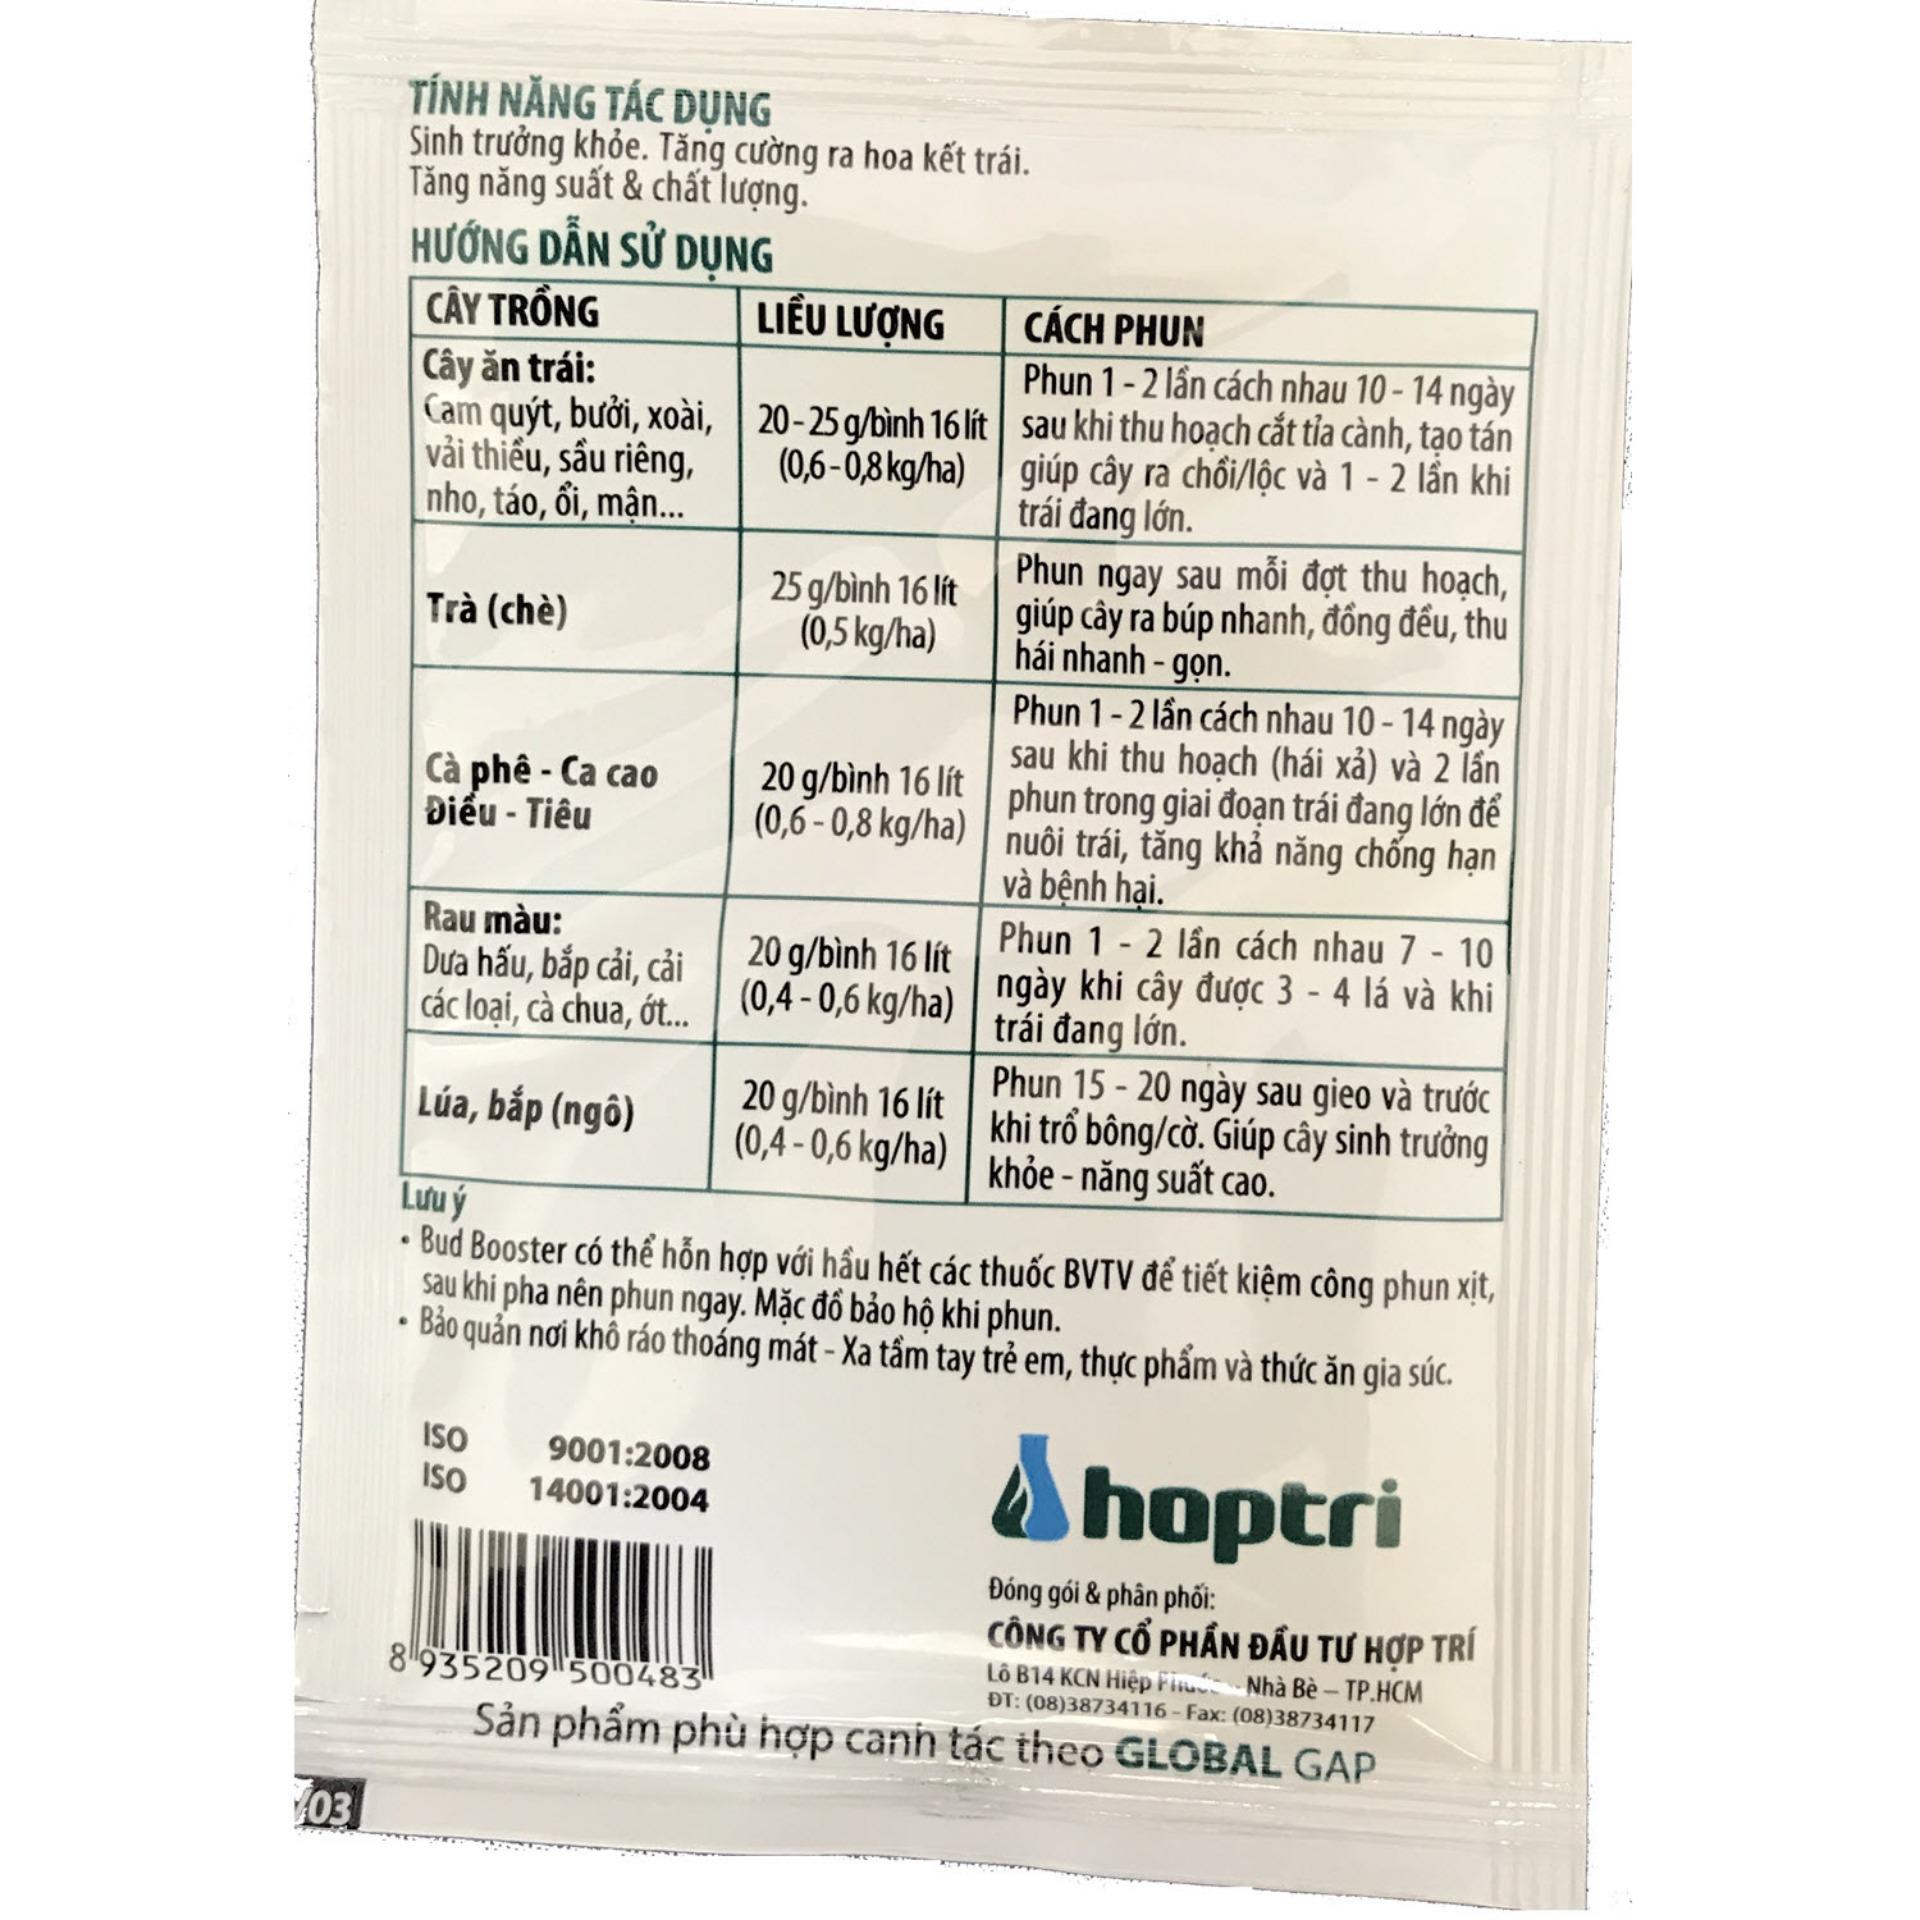 TÍNH NĂNG TÁC DỤNG
Sinh trưởng khỏe. Tăng cường ra hoa kết trái.
Tăng năng suất & chất lượng.
HƯỚNG DẪN SỬ DỤNG
CÂY TRỒNG LIỀU LƯỢNG CÁCH PHUN
Cây ăn trái:
Cam quýt, bưởi, xoài,
vải thiều, sầu riêng,
nho, táo, ổi, mận...
20 - 25 g/bình 16 lít
(0,6 - 0,8 kg/ha)
Phun 1 - 2 lần cách nhau 10 - 14 ngày
sau khi thu hoạch cắt tỉa cành, tạo tán
giúp cây ra chồi/lộc và 1 - 2 lần khi
trái đang lớn.
Trà (chè)
25 g/bình 16 lít
(0,5 kg/ha)
Phun ngay sau mỗi đợt thu hoạch,
giúp cây ra búp nhanh, đồng đều, thu
hái nhanh - gọn.
Cà phê - Ca cao
Điều - Tiêu
20 g/bình 16 lít
(0,6 - 0,8 kg/ha)
Phun 1 - 2 lần cách nhau 10 - 14 ngày
sau khi thu hoạch (hái xả) và 2 lần
phun trong giai đoạn trái đang lớn để
nuôi trái, tăng khả năng chống hạn
và bệnh hại.
Rau màu:
Dưa hấu, bắp cải, cải
các loại, cà chua, ớt...
20 g/bình 16 lít
(0,4 - 0,6 kg/ha)
Phun 1 - 2 lần cách nhau 7 - 10
ngày khi cây được 3 - 4 lá và khi
trái đang lớn.
Lúa, bắp (ngô)
20 g/bình 16 lít
(0,4 - 0,6 kg/ha)
Phun 15 - 20 ngày sau gieo và trước
khi trổ bông/cờ. Giúp cây sinh trưởng
khỏe - năng suất cao.
Lưu ý
• Bud Booster có thể hỗn hợp với hầu hết các thuốc BVTV để tiết kiệm công phun xịt,
sau khi pha nên phun ngay. Mặc đồ bảo hộ khi phun.
• Bảo quản nơi khô ráo thoáng mát - Xa tầm tay trẻ em, thực phẩm và thức ăn gia súc.
ISO 9001:2008
ISO 14001:2004
8 935209 500483
hoptri
Đóng gói & phân phối:
CÔNG TY CỔ PHẦN ĐẦU TƯ HỢP TRÍ
Lô B14 KCN Hiệp Nhà Bè – TP.HCM
ĐT: (08)38734116 - Fax: (08)38734117
Sản phẩm phù hợp canh tác theo GLOBAL GAP
/03